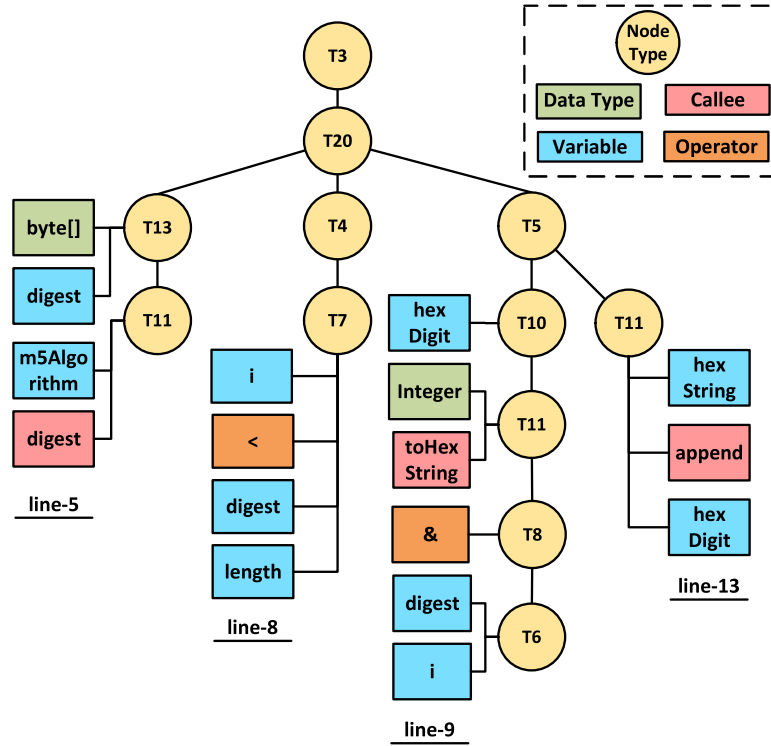 T3
Node
Type
Data Type
Callee
Variable
Operator
T20
byte[]
T13
T4
T5
digest
T11
T7
hex
Digit
T10
T11
m5Algo
rithm
i
Integer
hex
String
digest
<
toHex
String
T11
append
line-5
digest
&
T8
hex
Digit
length
digest
line-13
line-8
i
T6
line-9